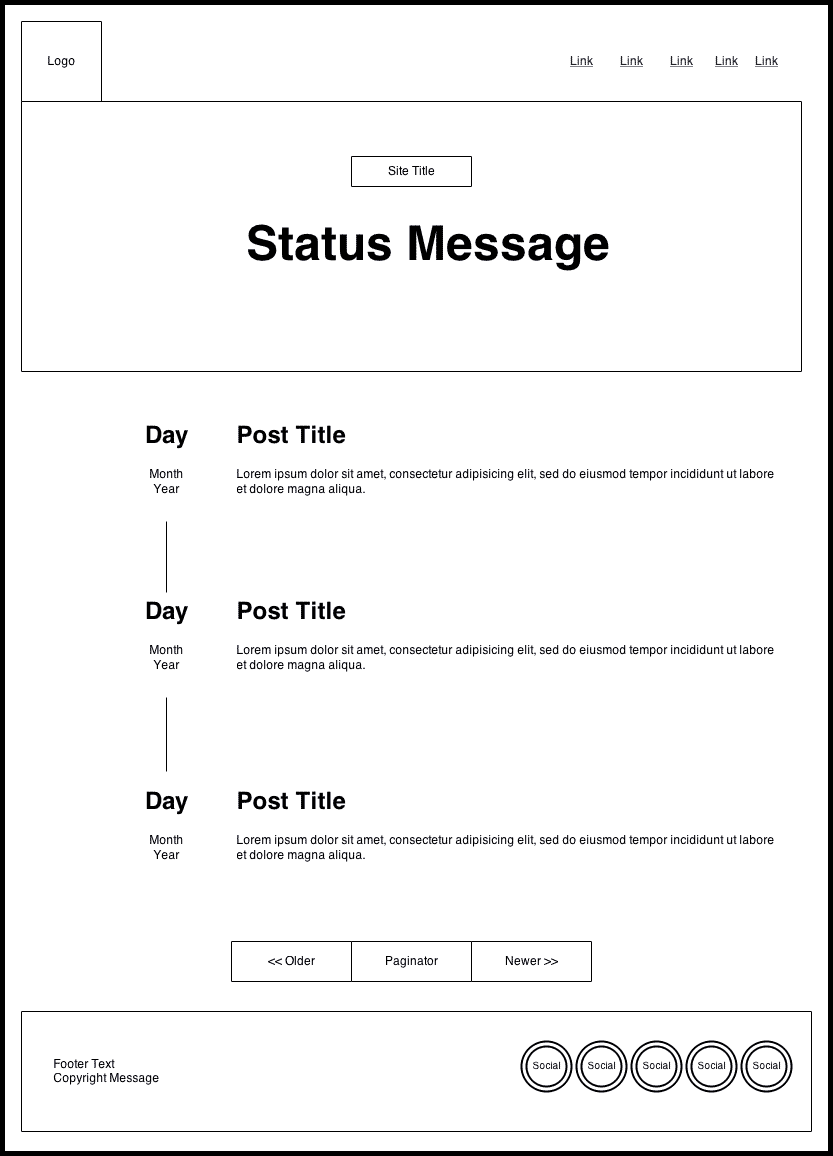 Logo
Link Link Link Link Link
Site Title
Status Message
Day
Month
Year
Post Title
Lorem ipsum dolor sit amet, consectetur adipisicing elit, sed do eiusmod tempor incididunt ut labore
et dolore magna aliqua.
Day
Month
Year
Post Title
Lorem ipsum dolor sit amet, consectetur adipisicing elit, sed do eiusmod tempor incididunt ut labore
et dolore magna aliqua.
Day
Month
Year
Post Title
Lorem ipsum dolor sit amet, consectetur adipisicing elit, sed do eiusmod tempor incididunt ut labore
et dolore magna aliqua.
<< Older Paginator Newer >>
Footer Text
Copyright Message
Social Social Social Social Social